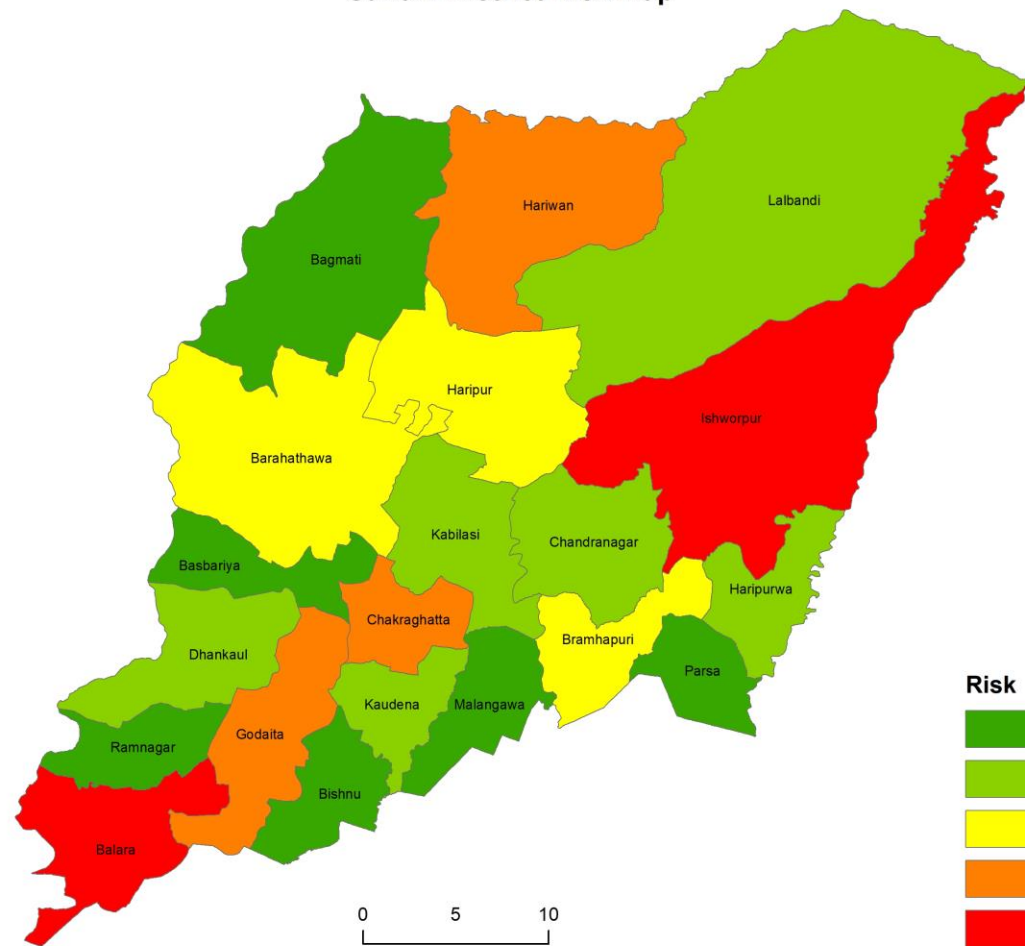 Lalbandi
Hariwan
Bagmati
Haripur
Ishworpur
Barahathawa
Kabilasi
Chandranagar
Basbariya
Haripurwa
Chakraghatta
Bramhapuri
Dhankaul
Parsa
Kaudena
Malangawa
Godaita
Ramnagar
Bishnu
Balara
Risk
0 5 10